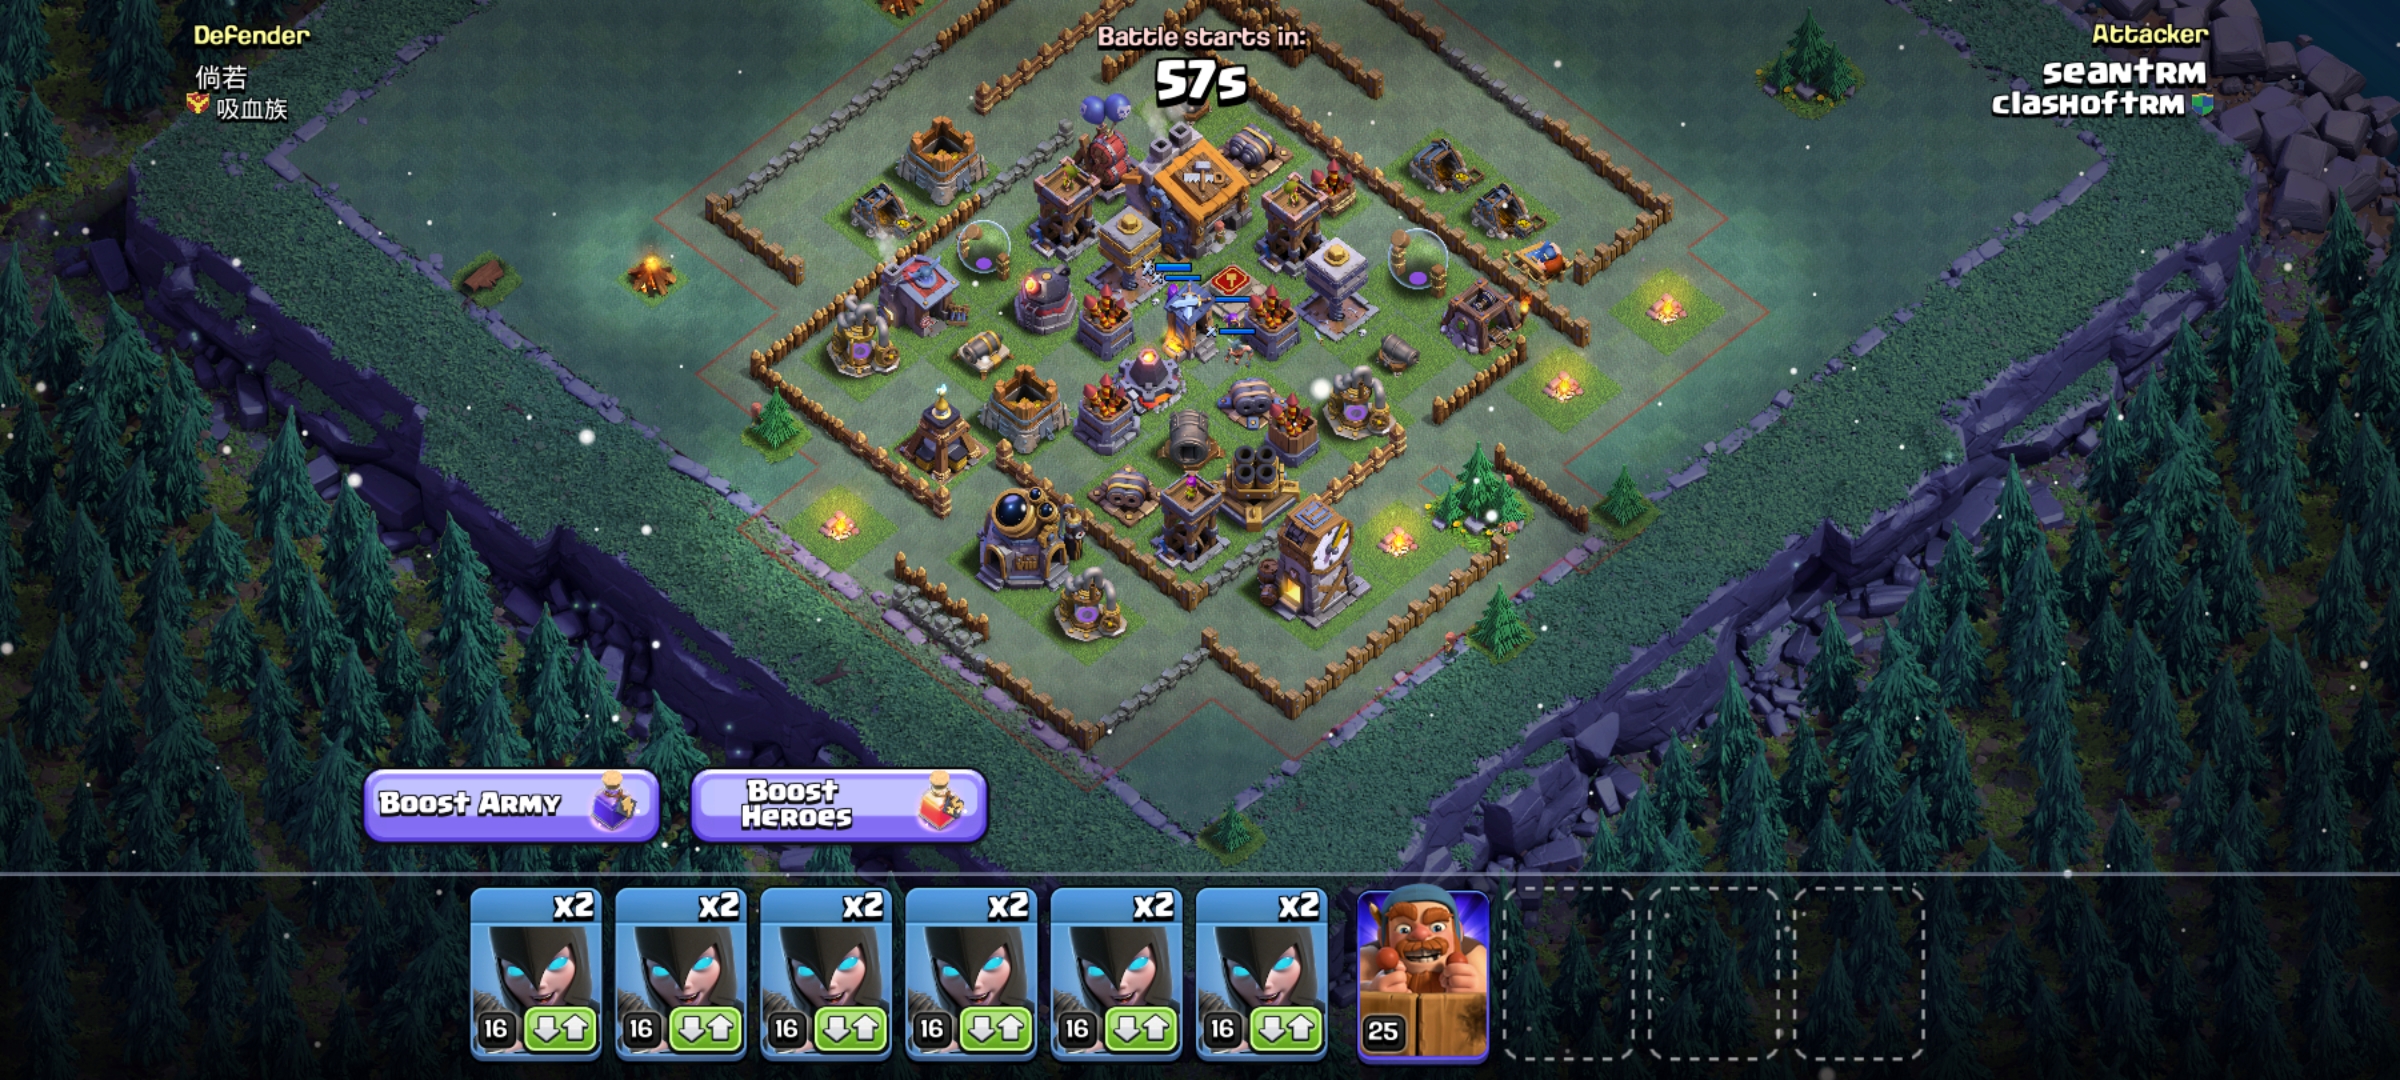 Defender
倘若
吸血族
Battle starts in:
57s
Attacker
seantrm
clashoftrm
Boost Army
Boost
Heroes
x2
x2
x2
x2
x2
x2
16
16
16
16
16
16
25